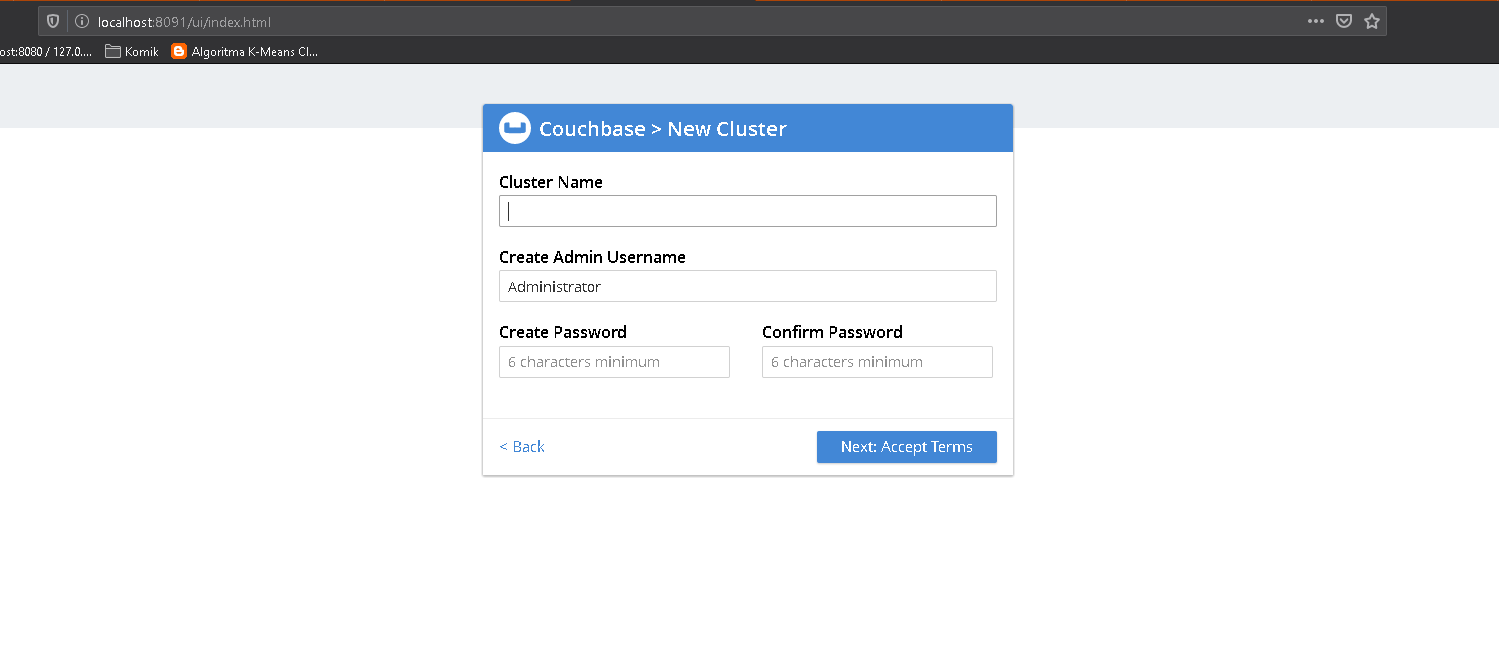 localhost:8091/ui/index.html
ost:8080 / 127.0.... Komik Algoritma K-Means Cl...
Couchbase > New Cluster
Cluster Name
Create Admin Username
Administrator
Create Password Confirm Password
6 characters minimum 6 characters minimum
< Back Next: Accept Terms